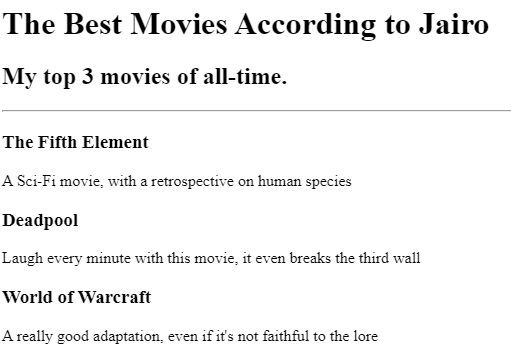 The Best Movies According to Jairo
My top 3 movies of all-time.
The Fifth Element
A Sci-Fi movie, with a retrospective on human species
Deadpool
Laugh every minute with this movie, it even breaks the third wall
World of Warcraft
A really good adaptation, even if it's not faithful to the lore